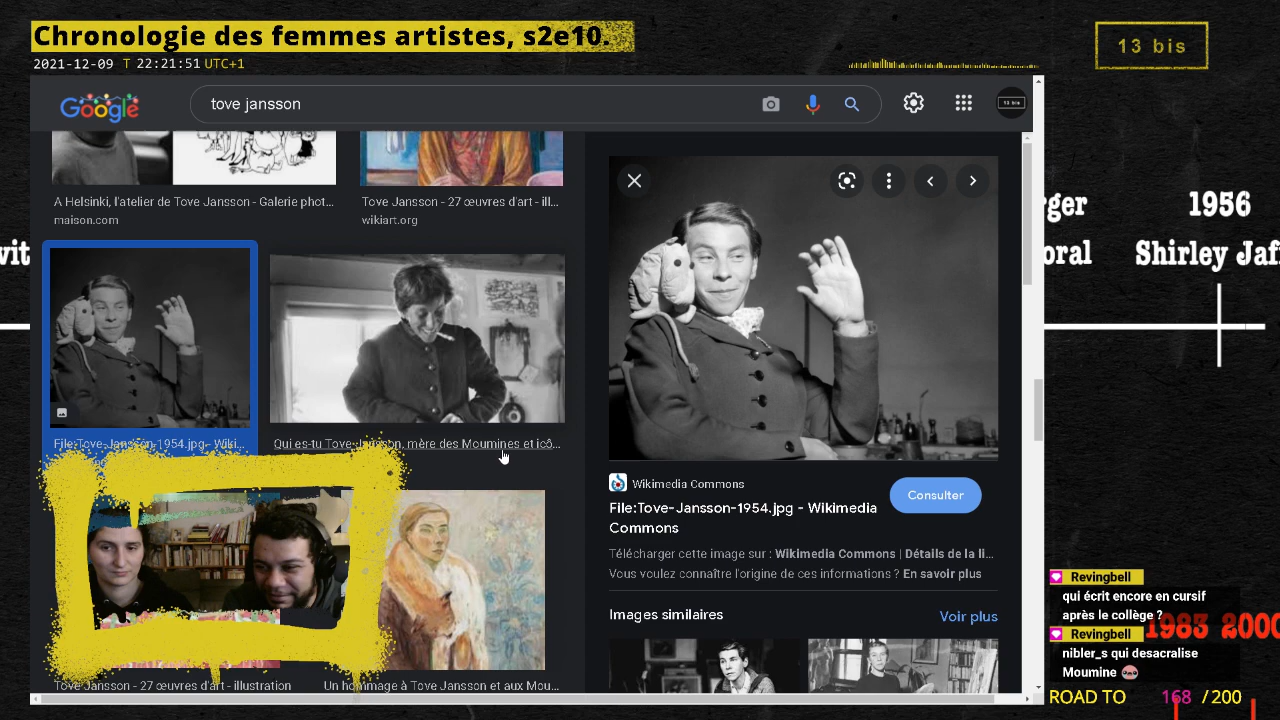 Chronologie des femmes artistes, s2e10.
2021-12-09 T 22:21:51 UTC+1
13 bis
Google
tove jansson
13 bis
A Helsinki, l'atelier de Tove Jansson - Galerie phot...
maison.com
Tove Jansson - 27 œuvres d'art - ill...
wikiart.org
File:Tove-Jansson-1954.jpg - Wiki...
Qui es-tu Tove Jansson, mère des Moumines et icô...
Tove Jansson - 27 œuvres d'art - illustration
Un hommage à Tove Jansson et aux Mou...
Wikimedia Commons
File:Tove-Jansson-1954.jpg - Wikimedia
Commons
Consulter
Télécharger cette image sur : Wikimedia Commons | Détails de la li...
Vous voulez connaître l'origine de ces informations ? En savoir plus
Images similaires
Voir plus
1956
Shirley Jaf
Revingbell
qui écrit encore en cursif
après le collège ?
Revingbell
nibler_s qui desacralise
Moumine
1983 2000
ROAD TO 168 / 200